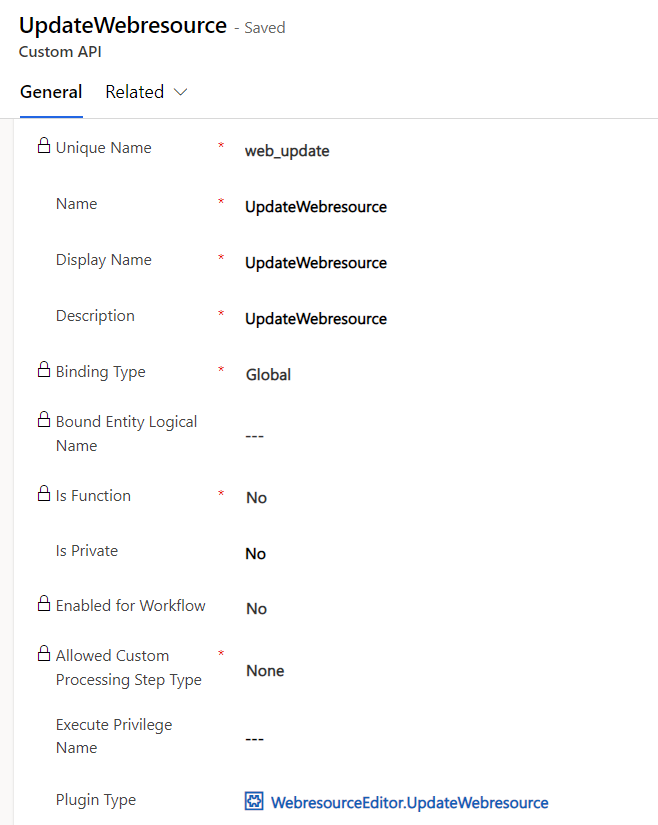 UpdateWebresource - Saved
Custom API
General Related
Unique Name * web_update
Name * UpdateWebresource
Display Name * UpdateWebresource
Description * UpdateWebresource
Binding Type * Global
Bound Entity Logical
Name
---
Is Function * No
Is Private No
Enabled for Workflow No
Allowed Custom *
Processing Step Type
None
Execute Privilege
Name
---
Plugin Type WebresourceEditor.UpdateWebresource